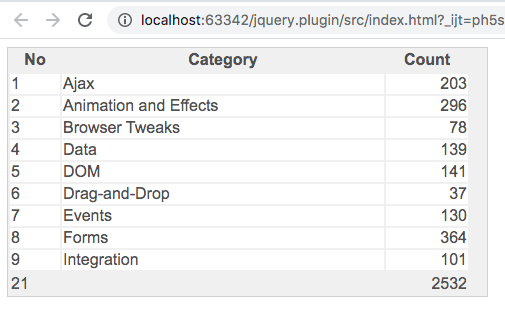 localhost:63342/jquery.plugin/src/index.html?_ijt=ph5s
No Category Count
1 Ajax 203
2 Animation and Effects 296
3 Browser Tweaks 78
4 Data 139
5 DOM 141
6 Drag-and-Drop 37
7 Events 130
8 Forms 364
9 Integration 101
21 2532